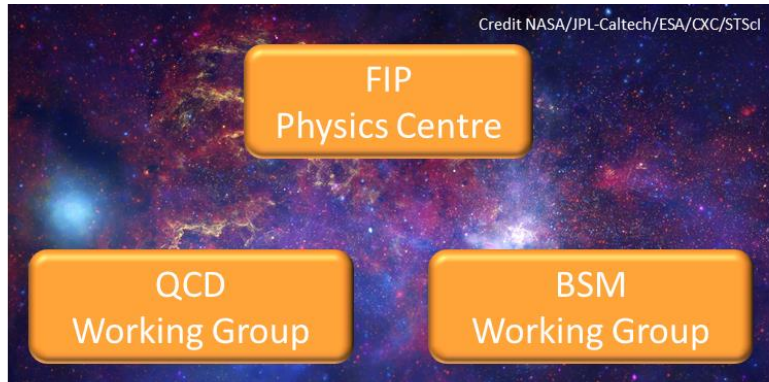 Credit NASA/JPL-Caltech/ESA/CXC/STScI
FIP
Physics Centre
QCD
Working Group
BSM
Working Group